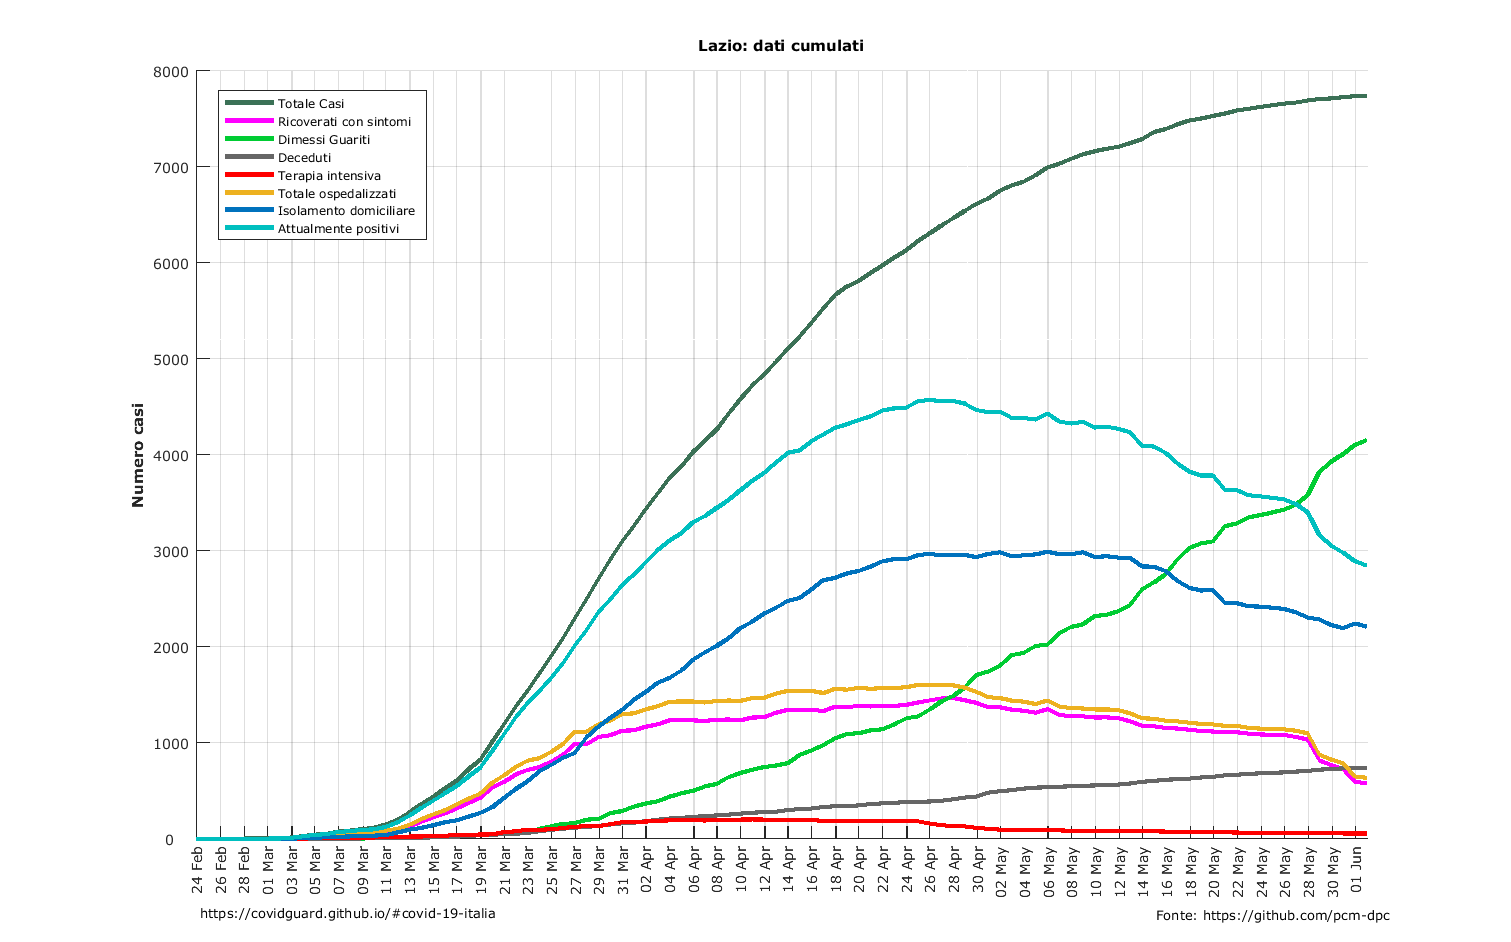 Lazio: dati cumulati
8000
7000
6000
5000
4000
3000
2000
1000
0
Numero casi
Totale Casi
Ricoverati con sintomi
Dimessi Guariti
Deceduti
Terapia intensiva
Totale ospedalizzati
Isolamento domiciliare
Attualmente positivi
24 Feb
26 Feb
28 Feb
01 Mar
03 Mar
05 Mar
07 Mar
09 Mar
11 Mar
13 Mar
15 Mar
17 Mar
19 Mar
21 Mar
23 Mar
25 Mar
27 Mar
29 Mar
31 Mar
02 Apr
04 Apr
06 Apr
08 Apr
10 Apr
12 Apr
14 Apr
16 Apr
18 Apr
20 Apr
22 Apr
24 Apr
26 Apr
28 Apr
30 Apr
02 May
04 May
06 May
08 May
10 May
12 May
14 May
16 May
18 May
20 May
22 May
24 May
26 May
28 May
30 May
01 Jun
https://covidguard.github.io/#covid-19-italia
Fonte: https://github.com/pcm-dpc